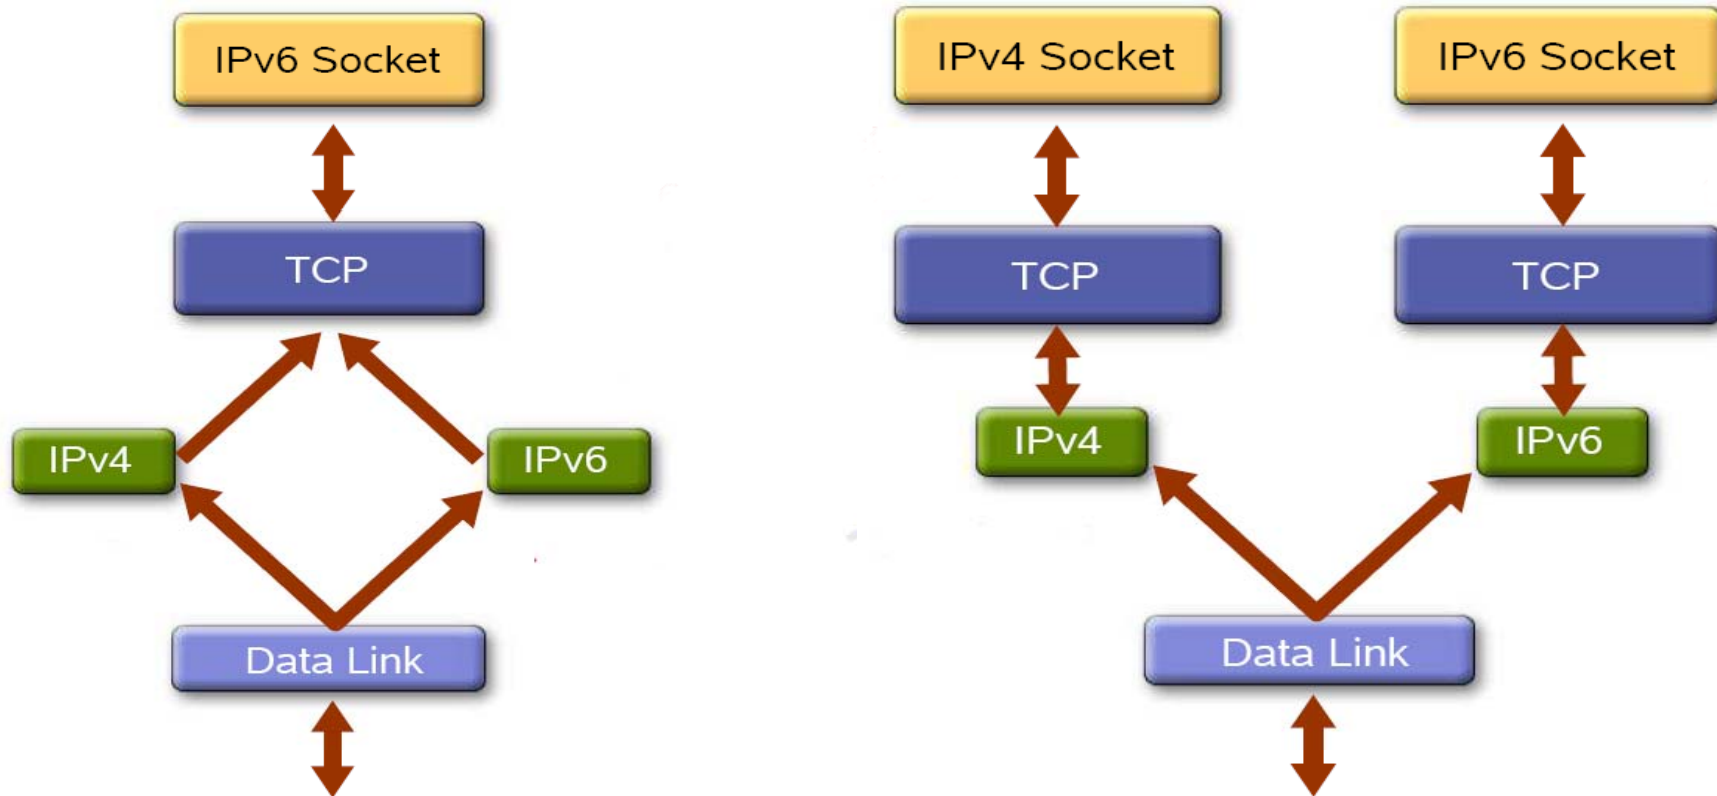 IPv6 Socket
TCP
IPv4
IPv6
Data Link
IPv4 Socket
IPv6 Socket
TCP
TCP
IPv4
IPv6
Data Link